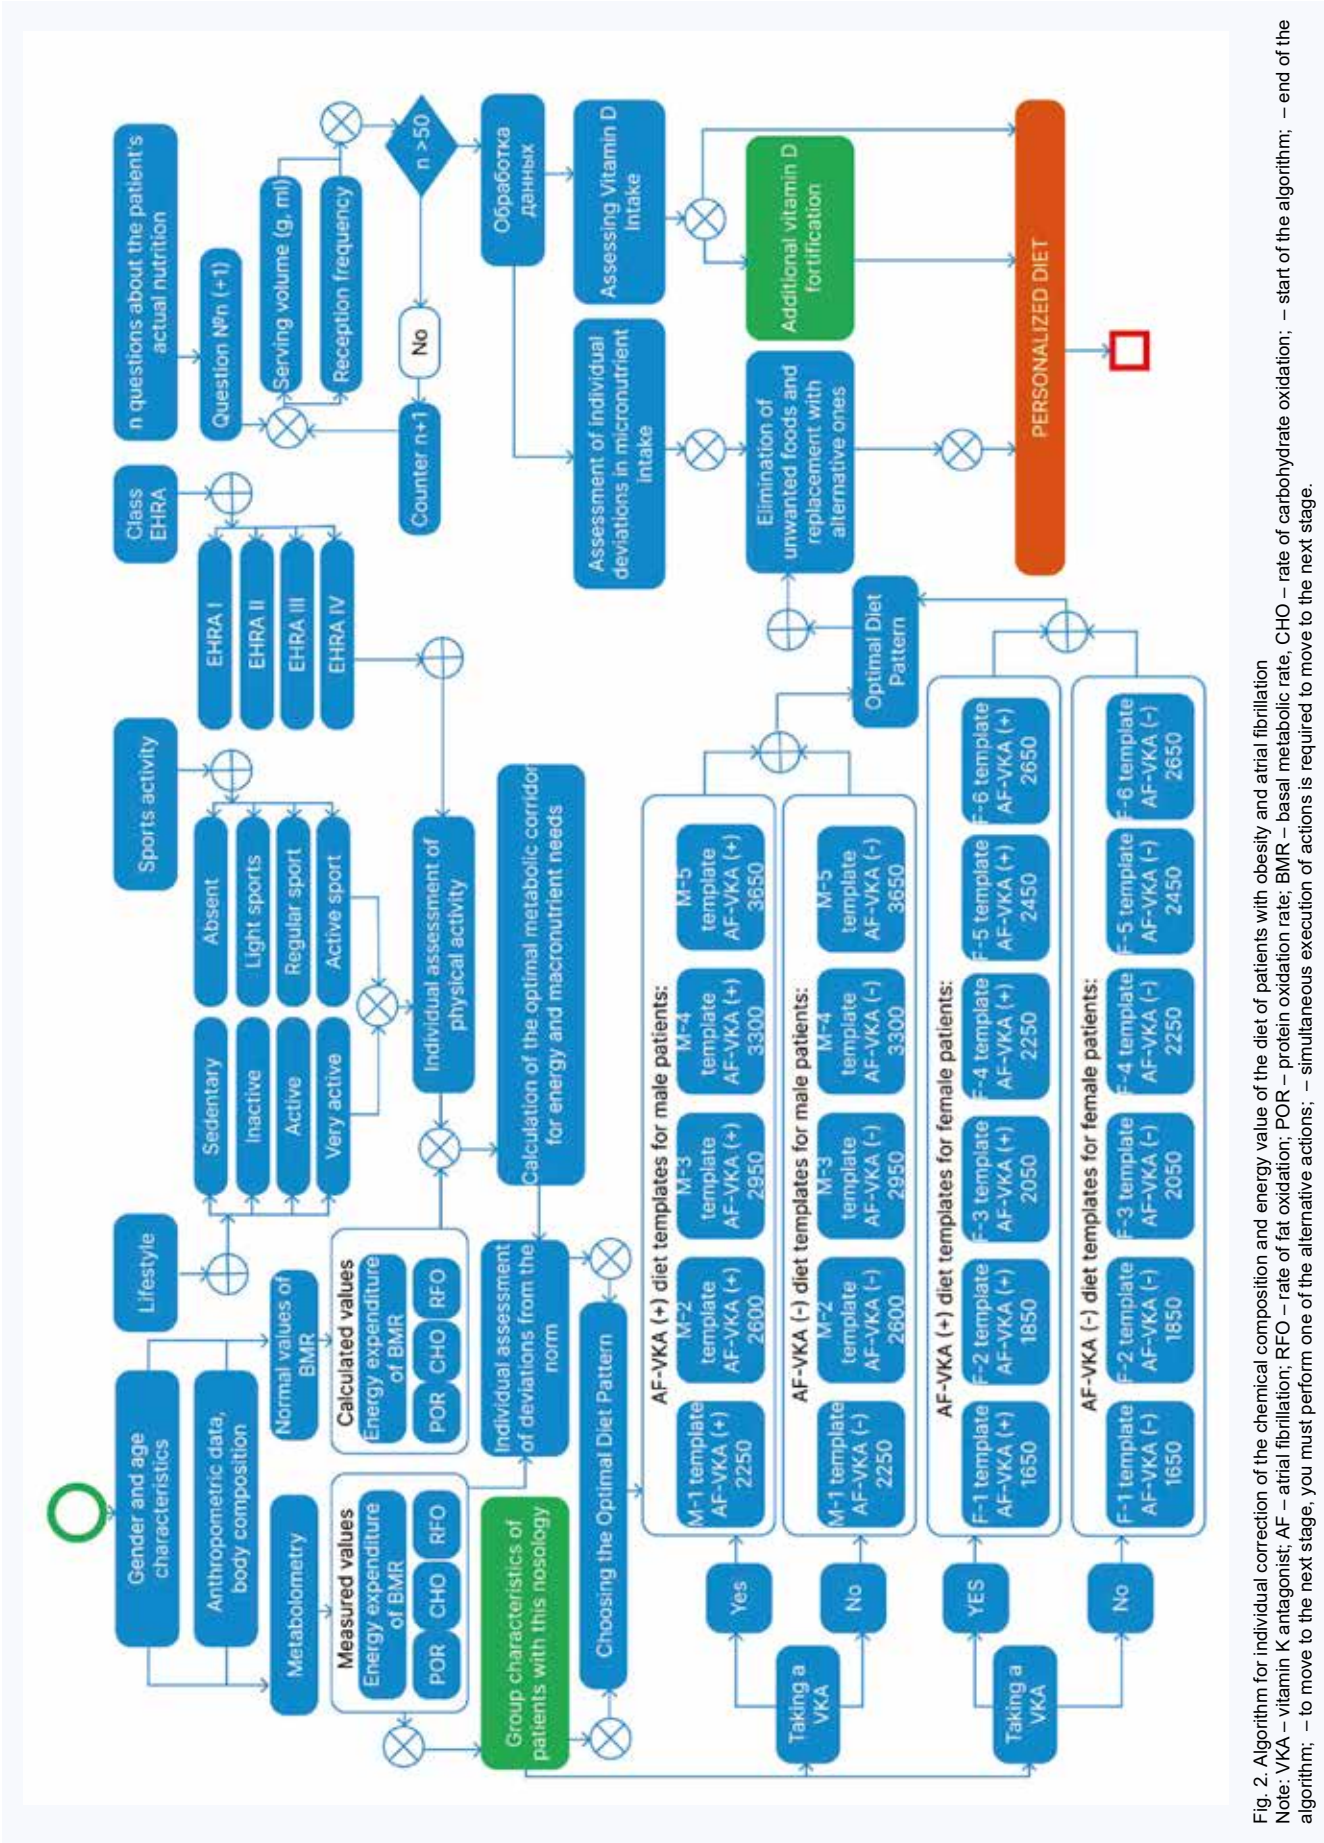 Gender and age
characteristics
Anthropometric data,
body composition
Metabolometry
Measured values
Energy expenditure
of BMR
POR
CHO
RFO
Normal values of
BMR
Calculated values
Energy expenditure
of BMR
POR
CHO
RFO
Lifestyle
Sedentary
Inactive
Active
Very active
Sports activity
Absent
Light sports
Regular sport
Active sport
Class
EHRA
EHRA I
EHRA II
EHRA III
EHRA IV
n questions about the patient's
actual nutrition
Question №n (+1)
Serving volume (g, ml)
Reception frequency
n >50
No
Counter n+1
Обработка
данных
Individual assessment of
physical activity
Calculation of the optimal metabolic corridor
for energy and macronutrient needs
Individual assessment
of deviations from the
norm
Group characteristics of
patients with this nosology
Choosing the Optimal Diet Pattern
Assessment of individual
deviations in micronutrient
intake
Assessing Vitamin D
Intake
Elimination of
unwanted foods and
replacement with
alternative ones
Additional vitamin D
fortification
Optimal Diet
Pattern
PERSONALIZED DIET
Taking a
VKA
Yes
No
AF-VKA (+) diet templates for male patients:
M-1 template
AF-VKA (+)
2250
M-2
template
AF-VKA (+)
2600
M-3
template
AF-VKA (+)
2950
M-4
template
AF-VKA (+)
3300
M-5
template
AF-VKA (+)
3650
AF-VKA (-) diet templates for male patients:
M-1 template
AF-VKA (-)
2250
M-2
template
AF-VKA (-)
2600
M-3
template
AF-VKA (-)
2950
M-4
template
AF-VKA (-)
3300
M-5
template
AF-VKA (-)
3650
Taking a
VKA
YES
No
AF-VKA (+) diet templates for female patients:
F-1 template
AF-VKA (+)
1650
F-2 template
AF-VKA (+)
1850
F-3 template
AF-VKA (+)
2050
F-4 template
AF-VKA (+)
2250
F-5 template
AF-VKA (+)
2450
F-6 template
AF-VKA (+)
2650
AF-VKA (-) diet templates for female patients:
F-1 template
AF-VKA (-)
1650
F-2 template
AF-VKA (-)
1850
F-3 template
AF-VKA (-)
2050
F-4 template
AF-VKA (-)
2250
F-5 template
AF-VKA (-)
2450
F-6 template
AF-VKA (-)
2650
Fig. 2. Algorithm for individual correction of the chemical composition and energy value of the diet of patients with obesity and atrial fibrillation
Note: VKA – vitamin K antagonist; AF – atrial fibrillation; RFO – rate of fat oxidation; POR – protein oxidation rate; BMR – basal metabolic rate, CHO – rate of carbohydrate oxidation; – start of the algorithm; – end of the
algorithm; – to move to the next stage, you must perform one of the alternative actions; – simultaneous execution of actions is required to move to the next stage.